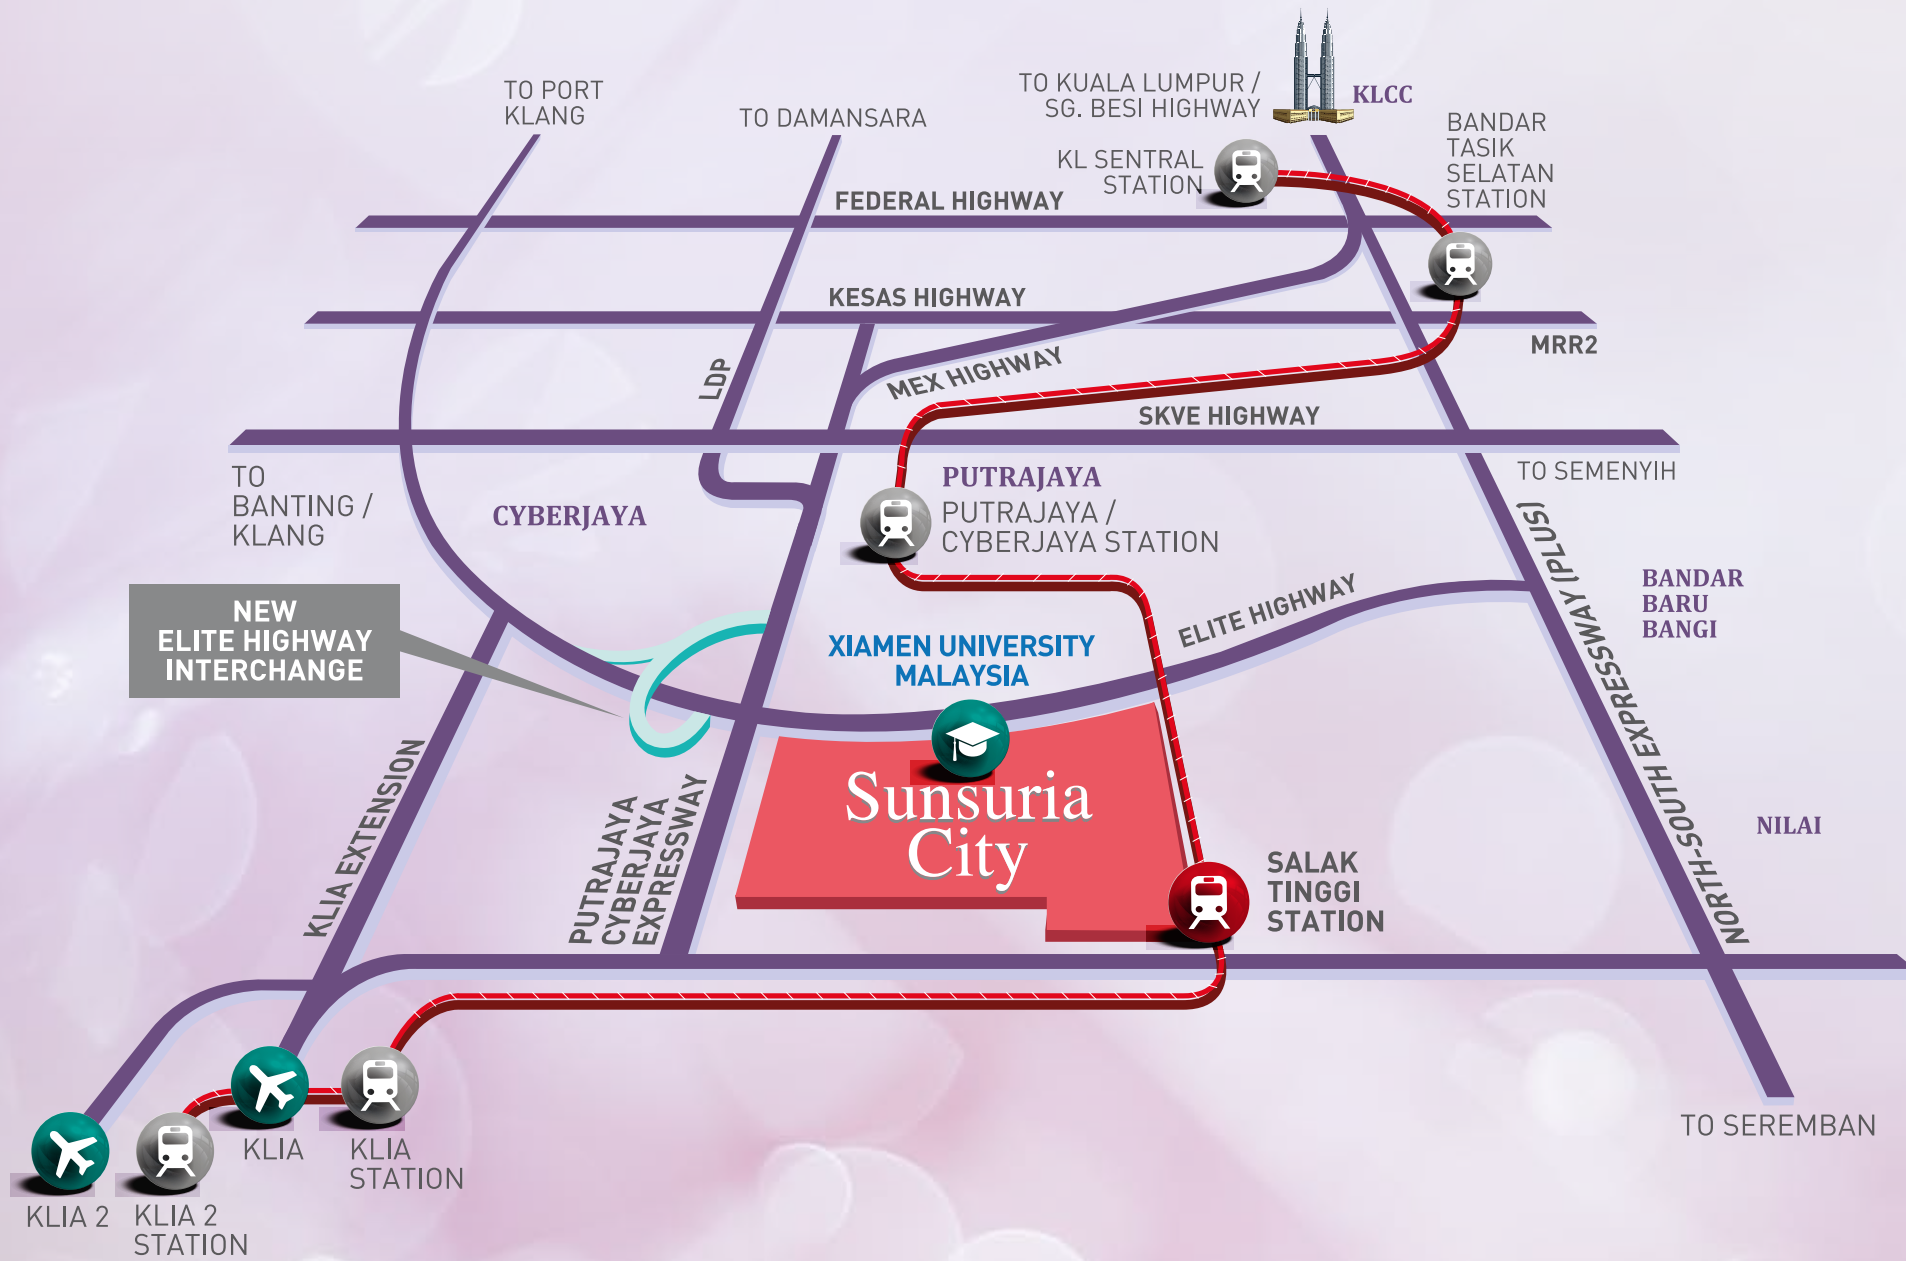 TO PORT
KLANG
TO DAMANSARA
TO KUALA LUMPUR /
SG. BESI HIGHWAY
KLCC
BANDAR
TASIK
SELATAN
STATION
KL SENTRAL
STATION
FEDERAL HIGHWAY
KESAS HIGHWAY
MRR2
LDP
MEX HIGHWAY
SKVE HIGHWAY
TO
BANTING /
KLANG
CYBERJAYA
PUTRAJAYA
PUTRAJAYA /
CYBERJAYA STATION
TO SEMENYIH
NORTH-SOUTH EXPRESSWAY (PLUS)
BANDAR
BARU
BANGI
NEW
ELITE HIGHWAY
INTERCHANGE
XIAMEN UNIVERSITY
MALAYSIA
ELITE HIGHWAY
KLIA EXTENSION
PUTRAJAYA
CYBERJAYA
EXPRESSWAY
Sunsuria
City
NILAI
SALAK
TINGGI
STATION
TO SEREMBAN
KLIA
KLIA
STATION
KLIA 2
KLIA 2
STATION